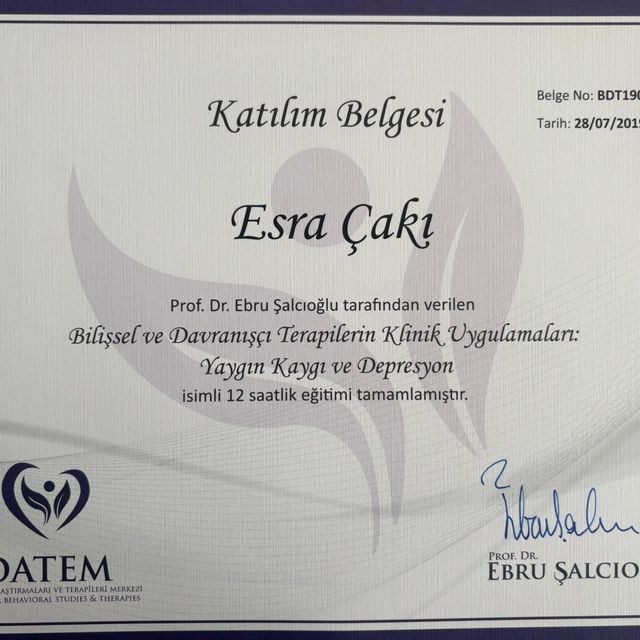 Katılım Belgesi
Belge No: BDT190
Tarih: 28/07/2019
Esra Çakı
Prof. Dr. Ebru Şalcıoğlu tarafından verilen
Bilişsel ve Davranışçı Terapilerin Klinik Uygulamaları:
Yaygın Kaygı ve Depresyon
isimli 12 saatlik eğitimi tamamlamıştır.
DATEM
AŞTIRMALARI VE TERAPİLERİ MERKEZİ
BEHAVIORAL STUDIES & THERAPIES
PROF. DR.
EBRU ŞALCIO